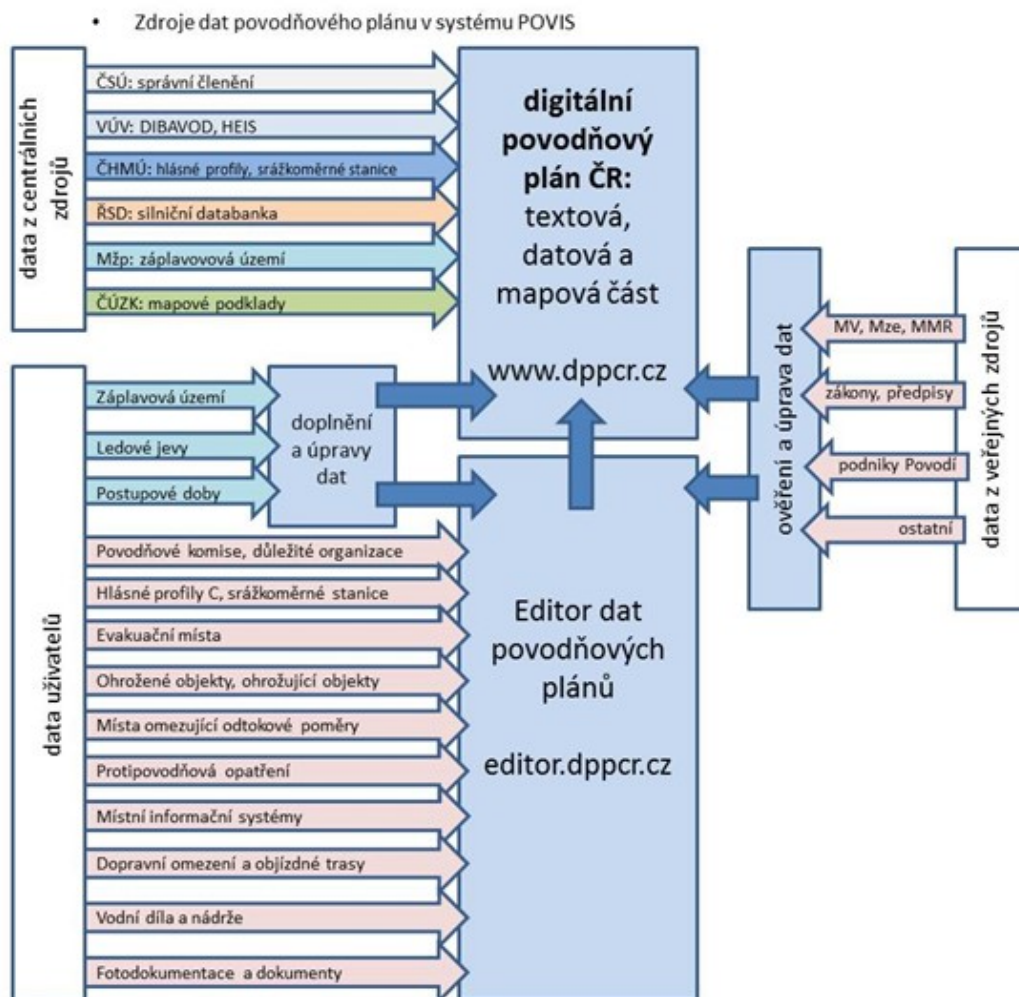 • Zdroje dat povodňového plánu v systému POVIS
data z centrálních
zdrojů
ČSÚ: správní členění
VÚV: DIBAVOD, HEIS
ČHMÚ: hlásné profily, srážkoměrné stanice
ŘSD: silniční databanka
Mžp: záplavovová území
ČÚZK: mapové podklady
digitální
povodňový
plán ČR:
textová,
datová a
mapová část
www.dppcr.cz
data uživatelů
Záplavová území
Ledové jevy
Postupové doby
doplnění
a úpravy
dat
Povodňové komise, důležité organizace
Hlásné profily C, srážkoměrné stanice
Evakuační místa
Ohrožené objekty, ohrožující objekty
Místa omezující odtokové poměry
Protipovodňová opatření
Místní informační systémy
Dopravní omezení a objízdné trasy
Vodní díla a nádrže
Fotodokumentace a dokumenty
Editor dat
povodňových
plánů
editor.dppcr.cz
ověření a úprava dat
MV, Mze, MMR
zákony, předpisy
podniky Povodí
ostatní
data z veřejných zdrojů